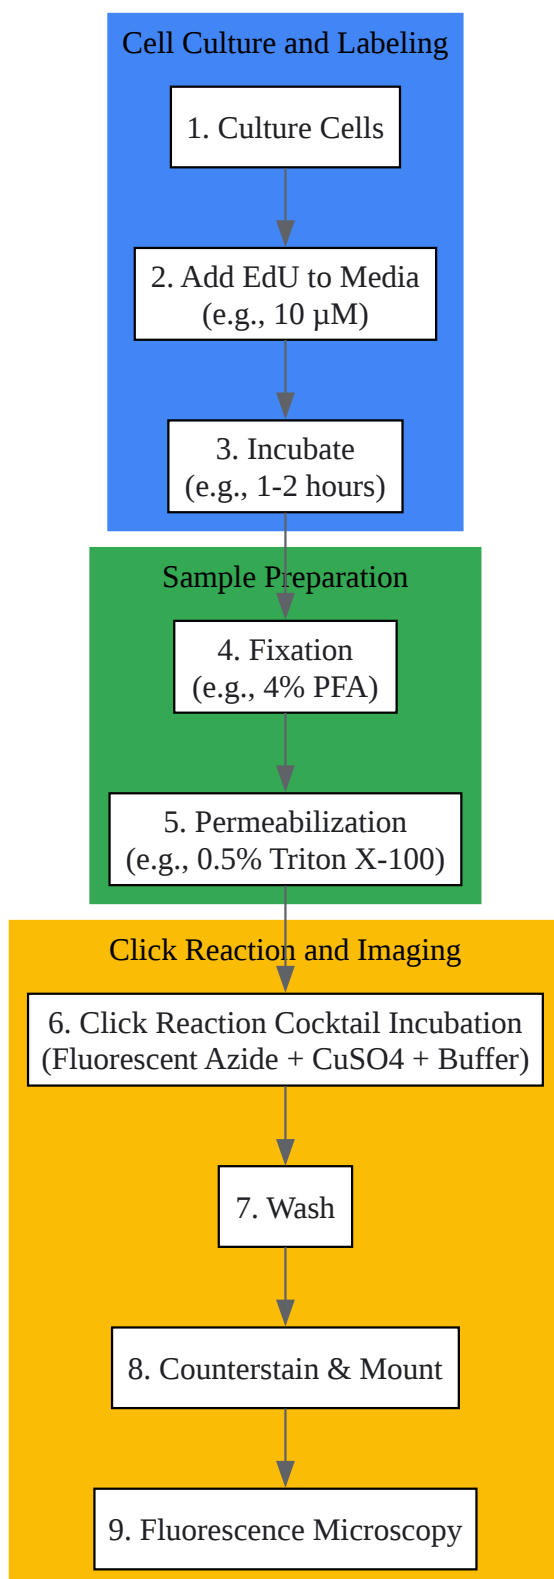 Cell Culture and Labeling
1. Culture Cells
2. Add EdU to Media
(e.g., 10 µM)
3. Incubate
(e.g., 1-2 hours)
Sample Preparation
4. Fixation
(e.g., 4% PFA)
5. Permeabilization
(e.g., 0.5% Triton X-100)
Click Reaction and Imaging
6. Click Reaction Cocktail Incubation
(Fluorescent Azide + CuSO4 + Buffer)
7. Wash
8. Counterstain & Mount
9. Fluorescence Microscopy